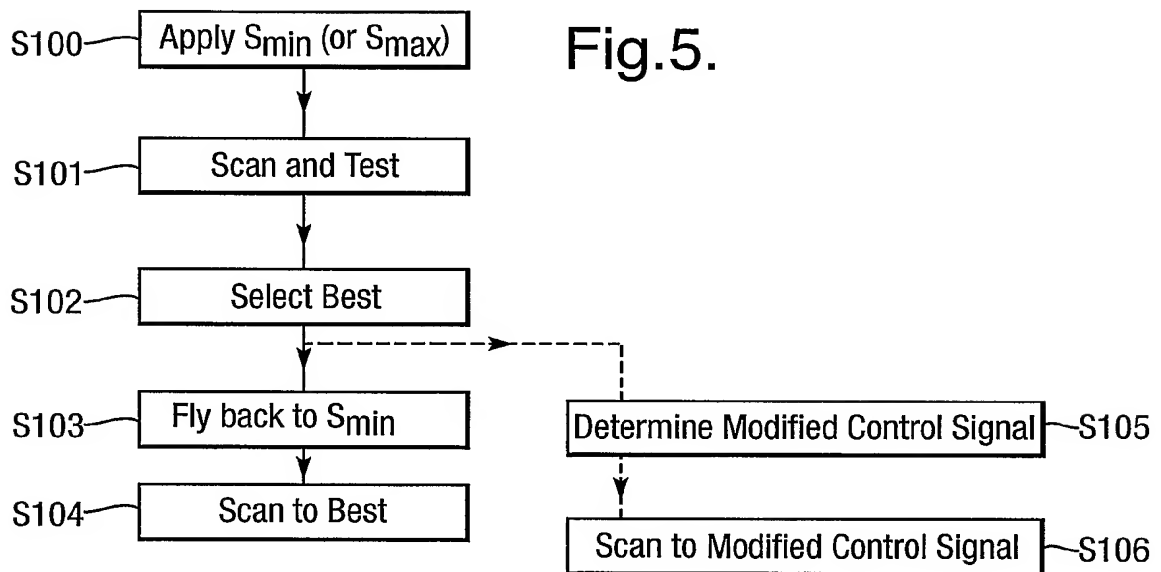 Fig.5.
S100
Apply Smin (or Smax)
S101
Scan and Test
S102
Select Best
S103
Fly back to Smin
S104
Scan to Best
Determine Modified Control Signal
S105
Scan to Modified Control Signal
S106